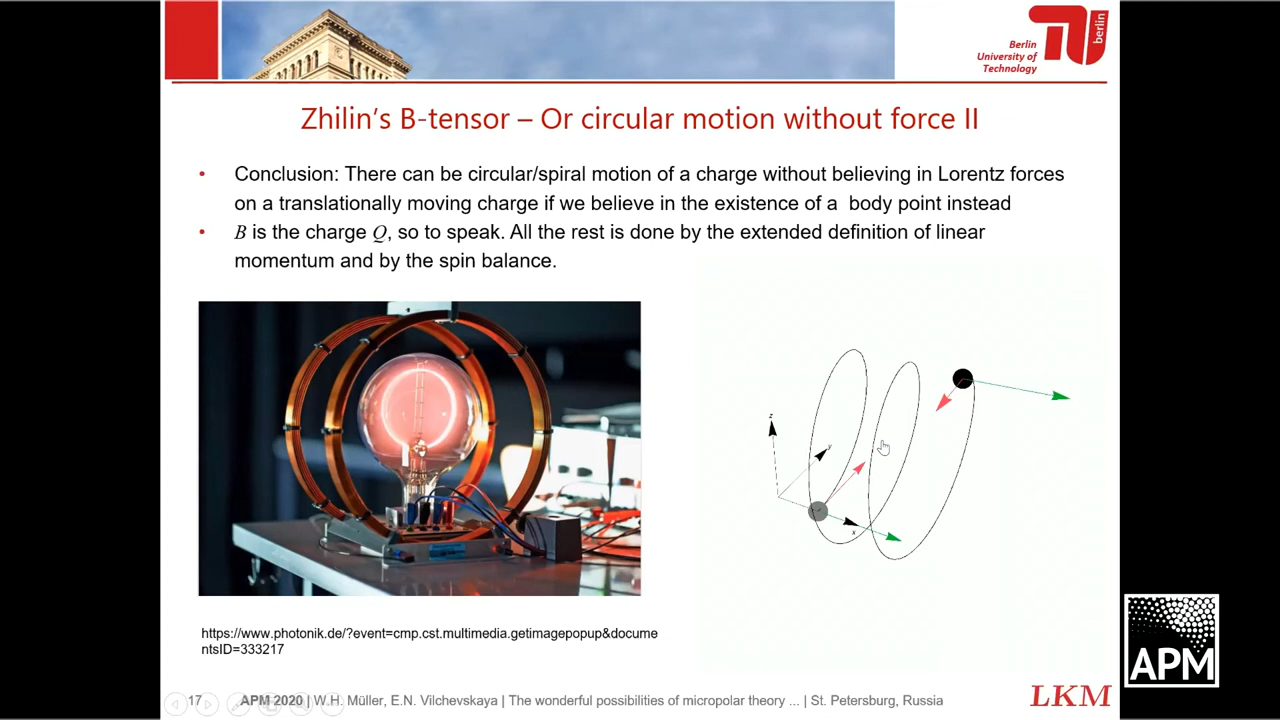 Berlin
University of
Technology
berlin
Zhilin's B-tensor – Or circular motion without force II
• Conclusion: There can be circular/spiral motion of a charge without believing in Lorentz forces
on a translationally moving charge if we believe in the existence of a body point instead
• B is the charge Q, so to speak. All the rest is done by the extended definition of linear
momentum and by the spin balance.
z
y
x
https://www.photonik.de/?event=cmp.cst.multimedia.getimagepopup&docume
ntsID=333217
17
APM 2020 | W.H. Müller, E.N. Vilchevskaya | The wonderful possibilities of micropolar theory ... | St. Petersburg, Russia
LKM
APM